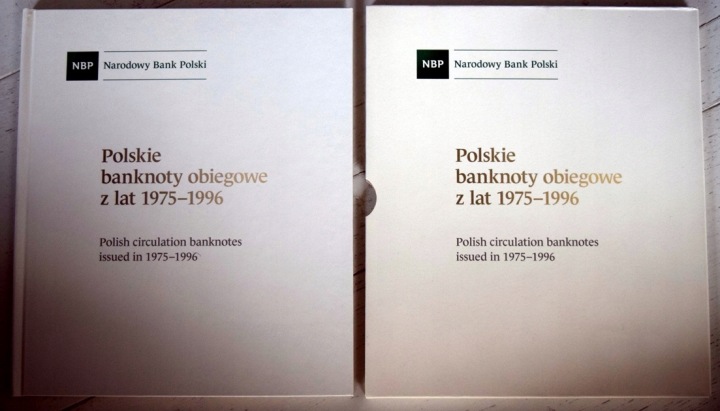 NBP Narodowy Bank Polski
Polskie
banknoty obiegowe
z lat 1975–1996
Polish circulation banknotes
issued in 1975–1996
NBP Narodowy Bank Polski
Polskie
banknoty obiegowe
z lat 1975–1996
Polish circulation banknotes
issued in 1975–1996